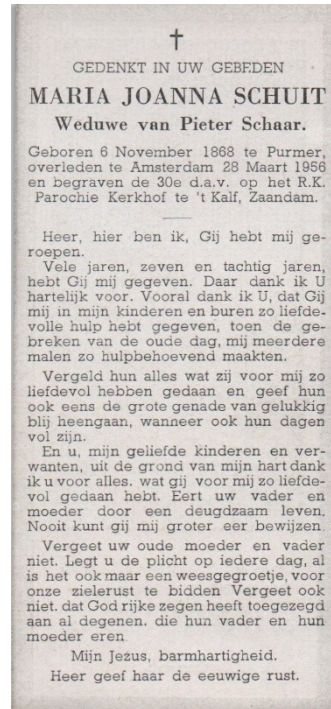 GEDENKT IN UW GEBEDEN
MARIA JOANNA SCHUIT
Weduwe van Pieter Schaar.
Geboren 6 November 1868 te Purmer,
overleden te Amsterdam 28 Maart 1956
en begraven de 30e d.a.v. op het R.K.
Parochie Kerkhof te 't Kalf, Zaandam.
Heer, hier ben ik, Gij hebt mij ge-
roepen.
Vele jaren, zeven en tachtig jaren,
hebt Gij mij gegeven. Daar dank ik U
hartelijk voor. Vooral dank ik U, dat Gij
mij in mijn kinderen en buren zo liefde-
volle hulp hebt gegeven, toen de ge-
breken van de oude dag, mij meerdere
malen zo hulpbehoevend maakten.
Vergeld hun alles wat zij voor mij zo
liefdevol hebben gedaan en geef hun
ook eens de grote genade van gelukkig
blij heengaan, wanneer ook hun dagen
vol zijn.
En u, mijn geliefde kinderen en ver-
wanten, uit de grond van mijn hart dank
ik u voor alles. wat gij voor mij zo liefde-
vol gedaan hebt. Eert uw vader en
moeder door een deugdzaam leven.
Nooit kunt gij mij groter eer bewijzen
Vergeet uw oude moeder en vader
niet. Legt u de plicht op iedere dag, al
is het ook maar een weesgegroetje, voor
onze zielerust te bidden Vergeet ook
niet. dat God rijke zegen heeft toegezegd
aan al degenen. die hun vader en hun
moeder eren
Mijn Jezus, barmhartigheid.
Heer geef haar de eeuwige rust.